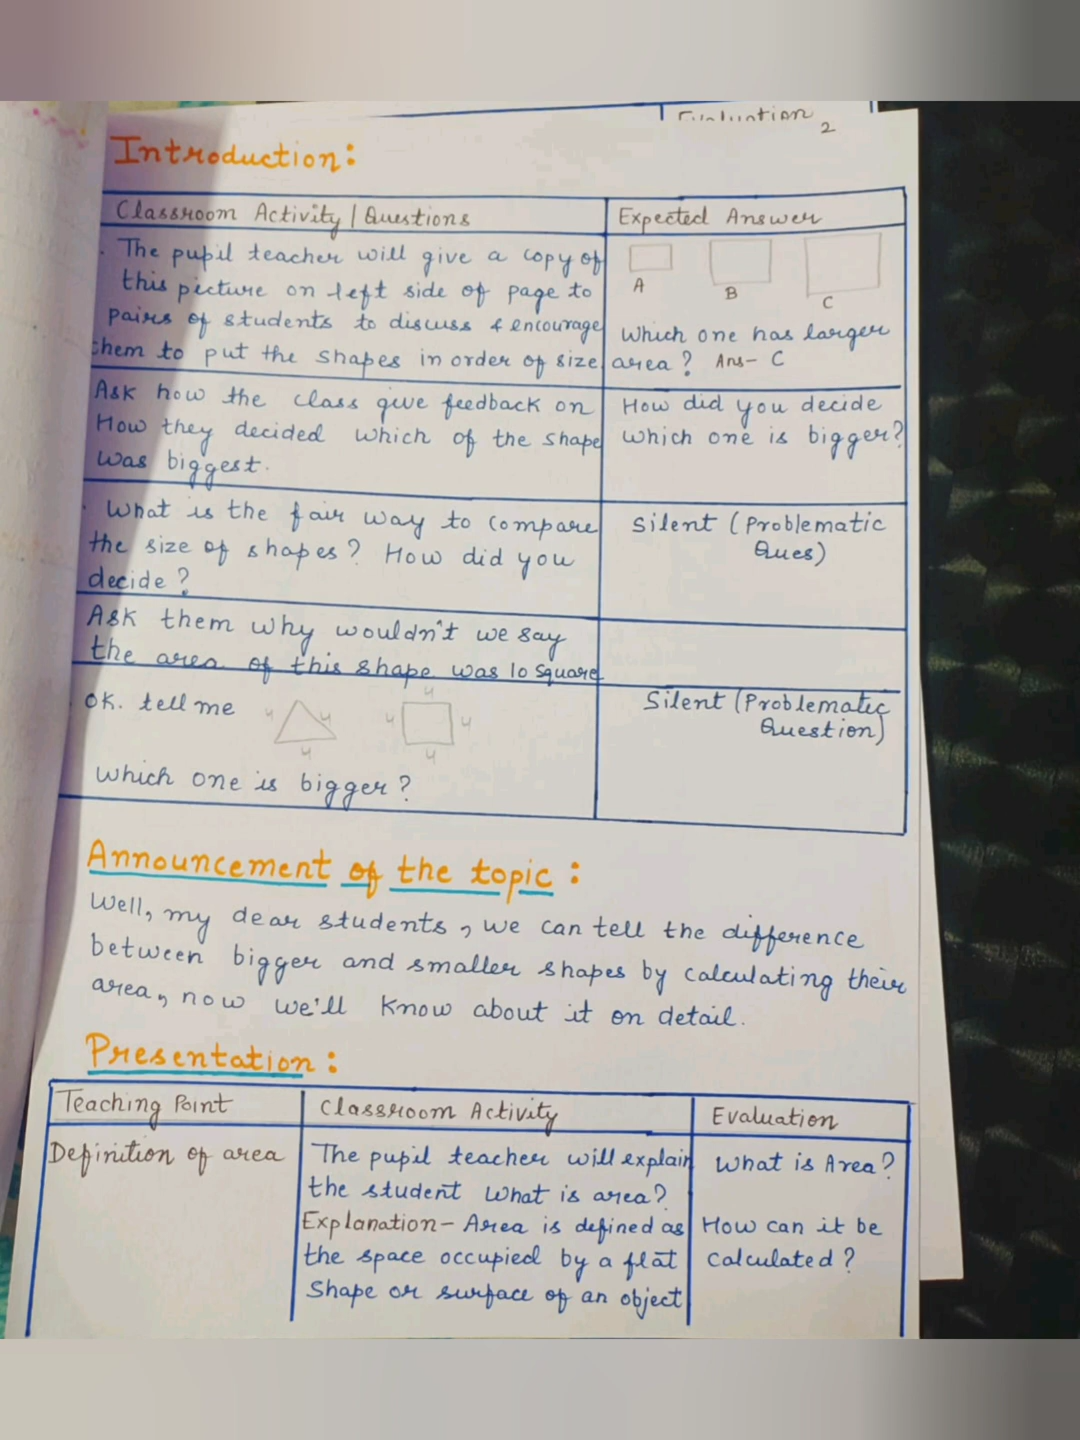 Evaluation
2
Introduction:
Classroom Activity/Questions
Expected Answer
The pupil teacher will give a copy of
this picture on left side of page to
pairs of students to discuss & encourage
them to put the shapes in order of size
A
B
C
Which one has larger
area? Ans- C
Ask how the class give feedback on
How they decided which of the shape
was biggest.
How did you decide
which one is bigger?
What is the fair way to compare
the size of shapes? How did you
decide?
Silent (Problematic
Ques)
Ask them why wouldn't we say
the area of this shape was 10 square
OK. tell me
4 4 4
4 4 4 4
which one is bigger?
Silent (Problematic
Question)
Announcement of the topic:
Well, my dear students, we can tell the difference
between bigger and smaller shapes by calculating their
area, now we'll know about it on detail.
Presentation:
Teaching Point
Classroom Activity
Evaluation
Definition of area
The pupil teacher will explain
the student what is area?
Explanation- Area is defined as
the space occupied by a flat
shape or surface of an object
What is Area?
How can it be
calculated?